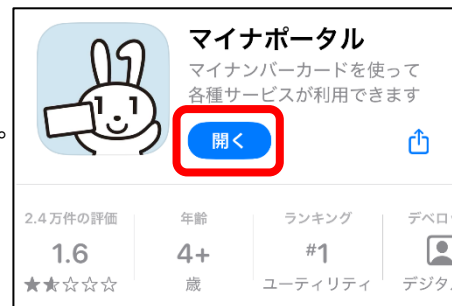 マイナポータル
マイナンバーカードを使って
各種サービスが利用できます
開く
。
2.4万件の評価
1.6
★★☆☆☆
年齢
4+
歳
ランキング
#1
ユーティリティ
デベロッ
デジタ